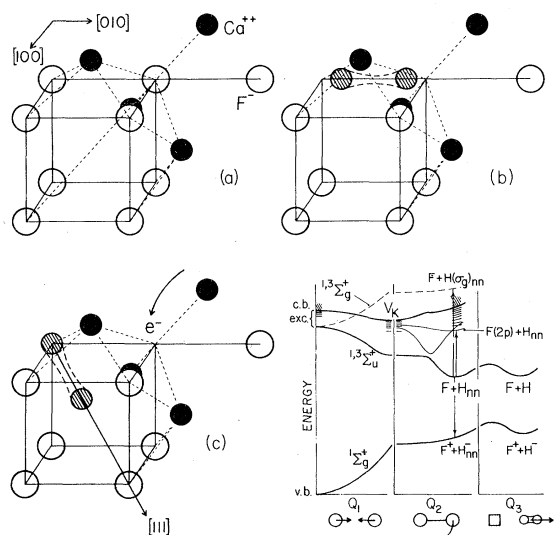 [010]
[100]
Ca⁺⁺
F⁻
(a)
(b)
e⁻
(c)
[111]
¹,³Σg⁺
F+H(σg)nn
c.b.
exc.{
VK
F(2p)+Hnn
¹,³Σu⁺
F+Hnn
F+H
ENERGY
¹Σg⁺
F⁺+H⁻nn
F⁺+H⁻
v.b.
Q₁
Q₂
Q₃